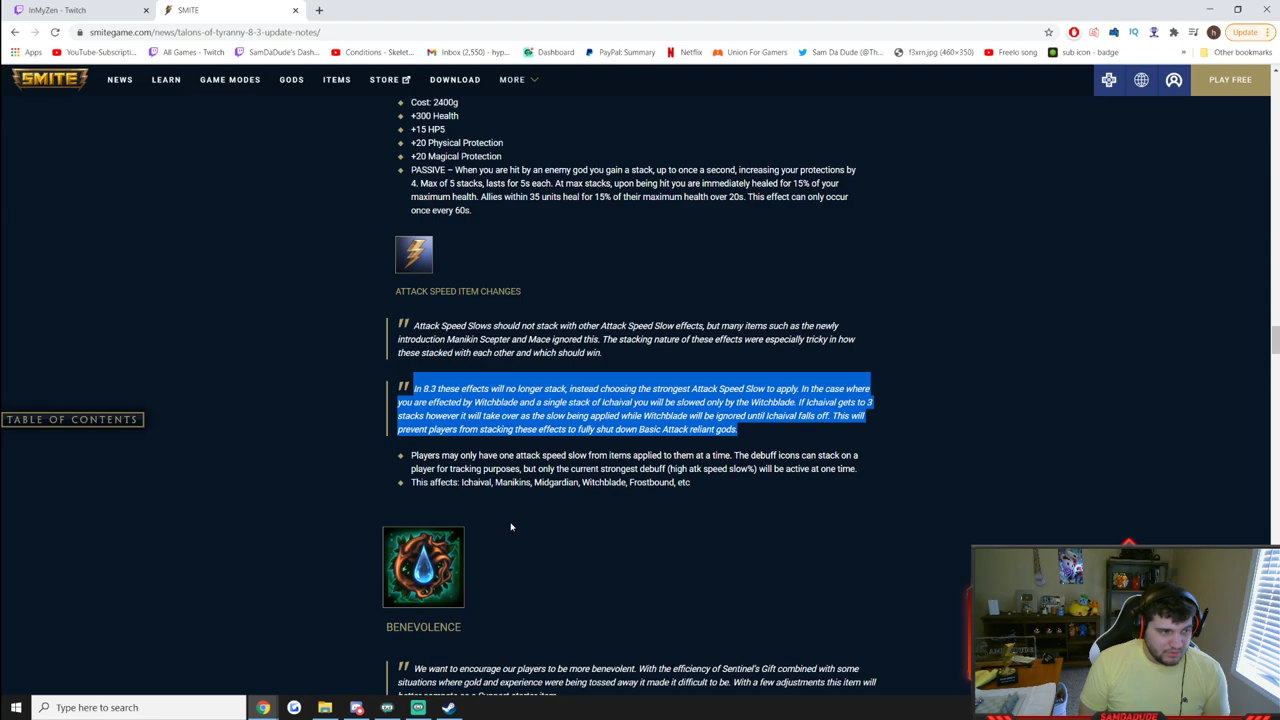 InMyZen - Twitch
SMITE
smitegame.com/news/talons-of-tyranny-8-3-update-notes/
Update
Apps
YouTube-Subscripti...
All Games - Twitch
SamDaDude's Dash...
Conditions - Skelet...
Inbox (2,550) - hyp...
Dashboard
PayPal: Summary
Netflix
Union For Gamers
Sam Da Dude (@Th...
f3xrn.jpg (460×350)
Freelo song
sub icon - badge
Other bookmarks
SMITE
NEWS
LEARN
GAME MODES
GODS
ITEMS
STORE
DOWNLOAD
MORE
PLAY FREE
Cost: 2400g
+300 Health
+15 HP5
+20 Physical Protection
+20 Magical Protection
PASSIVE – When you are hit by an enemy god you gain a stack, up to once a second, increasing your protections by
4. Max of 5 stacks, lasts for 5s each. At max stacks, upon being hit you are immediately healed for 15% of your
maximum health. Allies within 35 units heal for 15% of their maximum health over 20s. This effect can only occur
once every 60s.
ATTACK SPEED ITEM CHANGES
" Attack Speed Slows should not stack with other Attack Speed Slow effects, but many items such as the newly
introduction Manikin Scepter and Mace ignored this. The stacking nature of these effects were especially tricky in how
these stacked with each other and which should win.
" In 8.3 these effects will no longer stack, instead choosing the strongest Attack Speed Slow to apply. In the case where
you are effected by Witchblade and a single stack of Ichaival you will be slowed only by the Witchblade. If Ichaival gets to 3
stacks however it will take over as the slow being applied while Witchblade will be ignored until Ichaival falls off. This will
prevent players from stacking these effects to fully shut down Basic Attack reliant gods.
TABLE OF CONTENTS
Players may only have one attack speed slow from items applied to them at a time. The debuff icons can stack on a
player for tracking purposes, but only the current strongest debuff (high atk speed slow%) will be active at one time.
This affects: Ichaival, Manikins, Midgardian, Witchblade, Frostbound, etc
BENEVOLENCE
" We want to encourage our players to be more benevolent. With the efficiency of Sentinel's Gift combined with some
situations where gold and experience were being tossed away it made it difficult to be. With a few adjustments this item will
better compete as a Support starter item.
Type here to search
SAMDADUDE